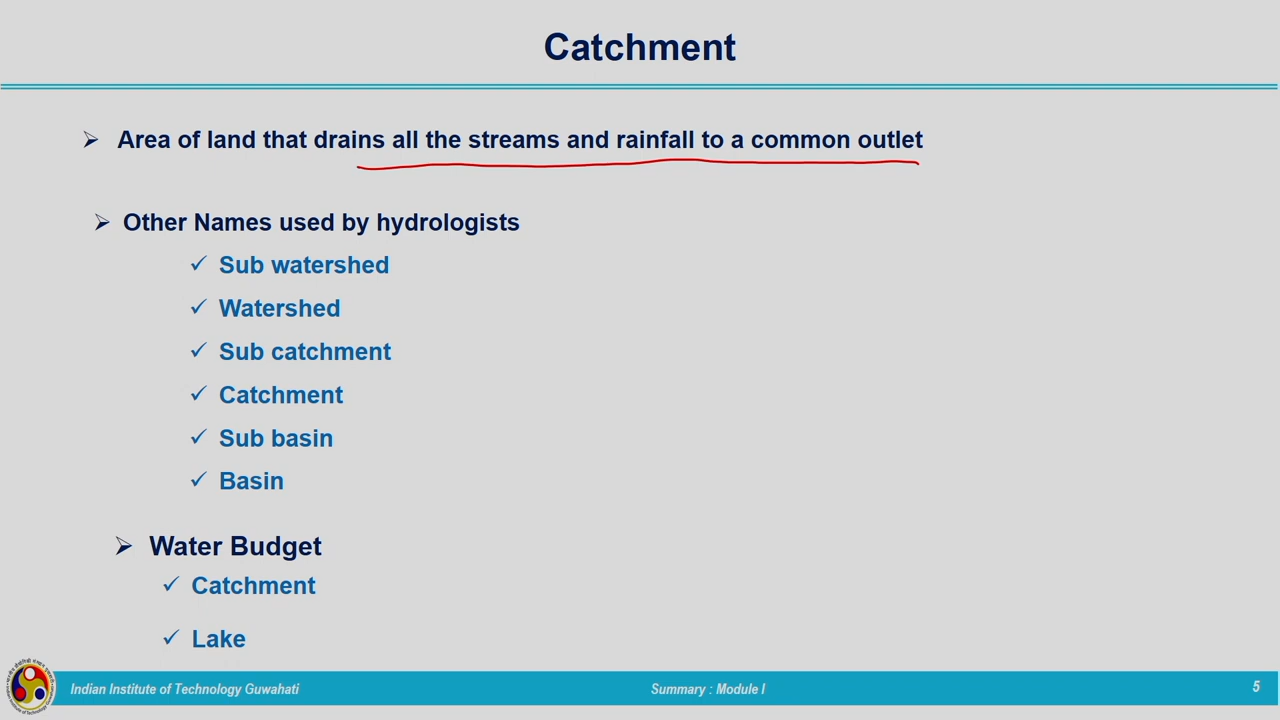 Catchment
Area of land that drains all the streams and rainfall to a common outlet
Other Names used by hydrologists
Sub watershed
Watershed
Sub catchment
Catchment
Sub basin
Basin
Water Budget
Catchment
Lake
Indian Institute of Technology Guwahati
Summary : Module I
5